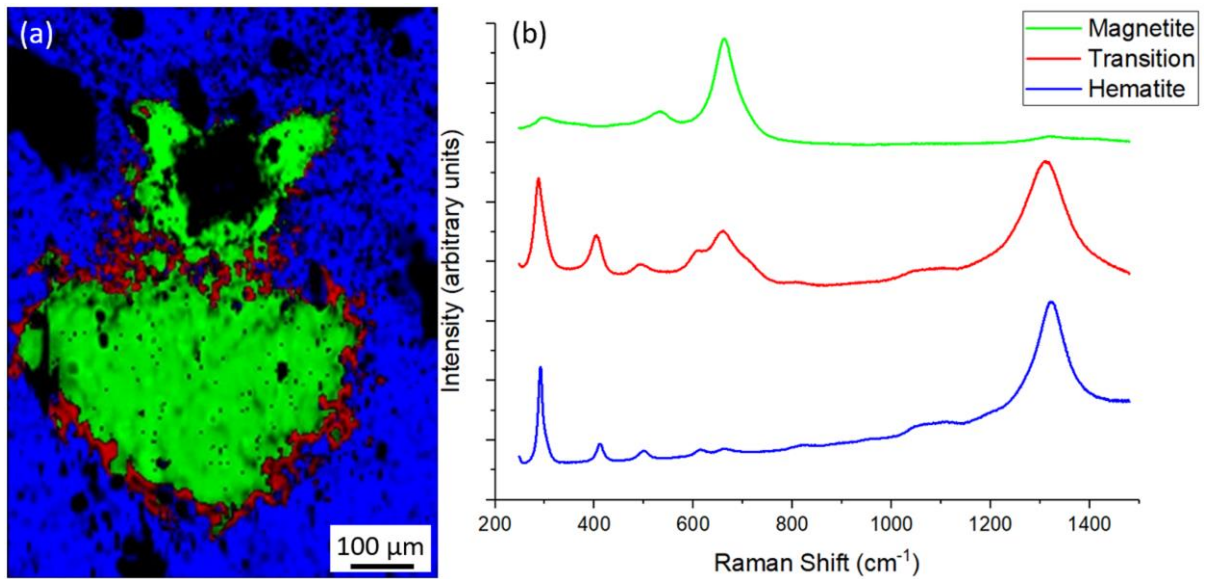 (a)
100 μm
(b)
Magnetite
Transition
Hematite
Intensity (arbitrary units)
200 400 600 800 1000 1200 1400
Raman Shift (cm⁻¹)